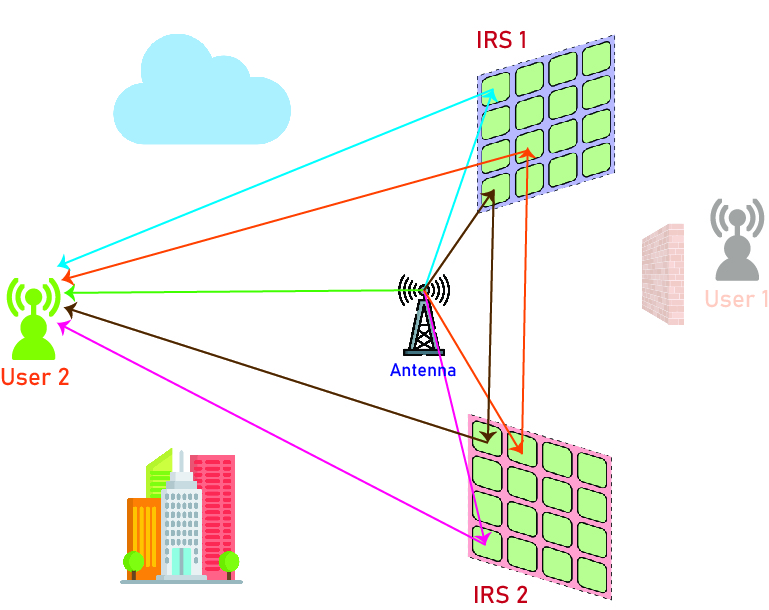 IRS 1
User 1
Antenna
User 2
IRS 2